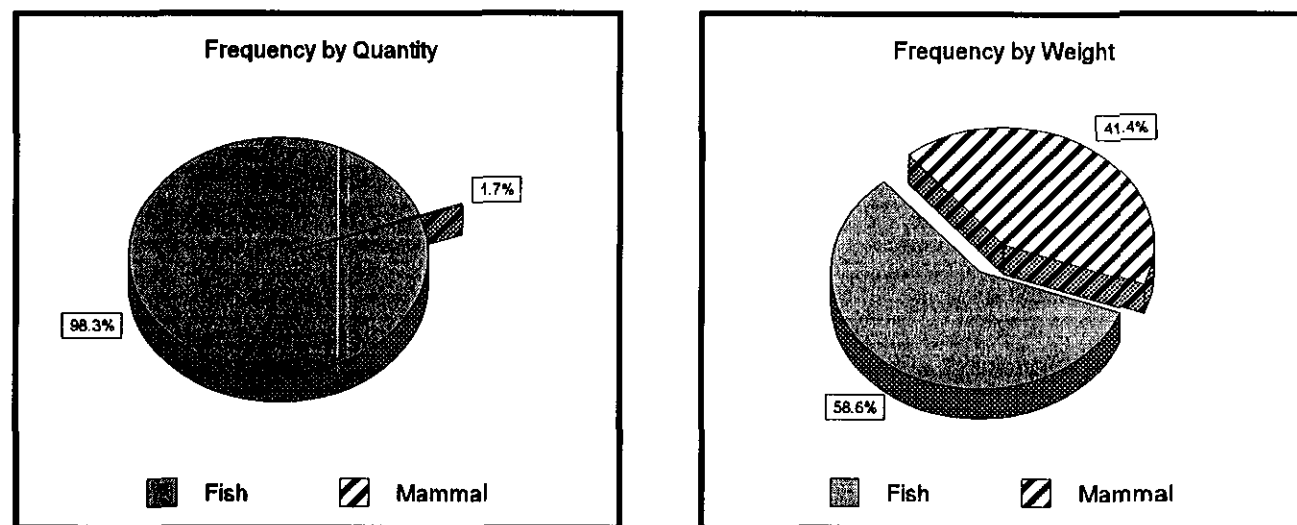 Frequency by Quantity
1.7%
98.3%
Fish
Mammal
Frequency by Weight
41.4%
58.6%
Fish
Mammal